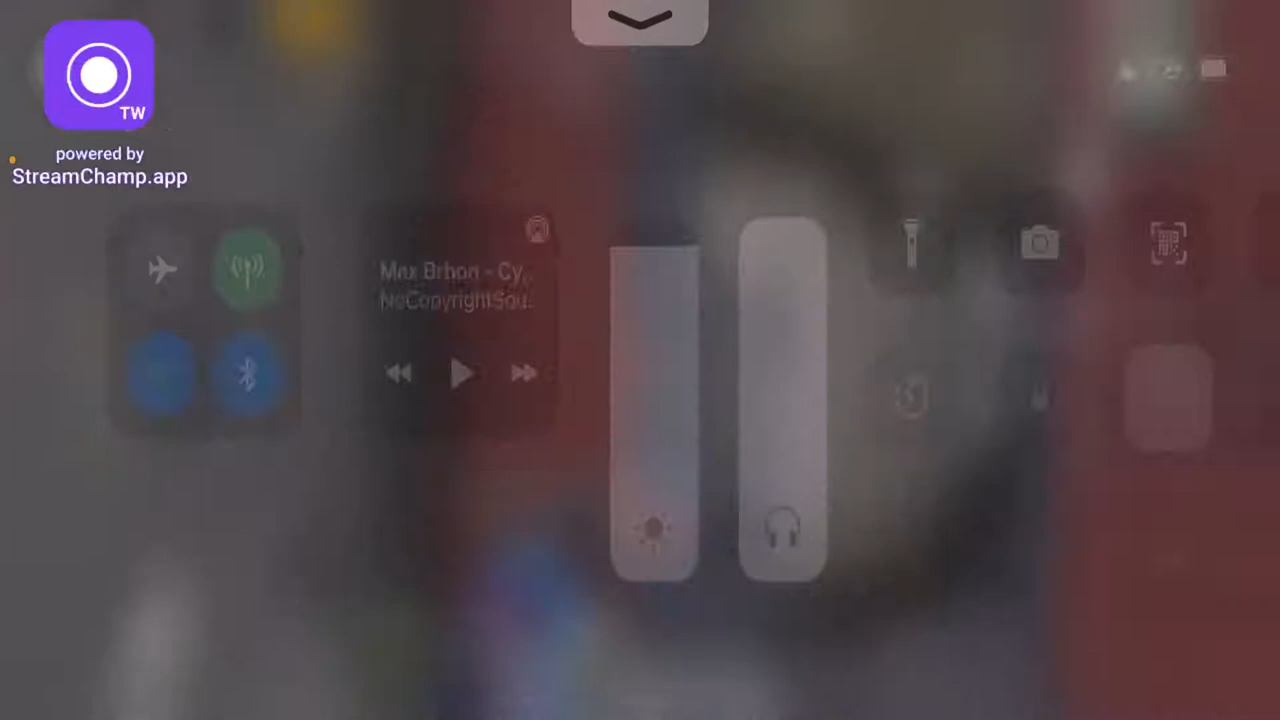 TW
powered by
StreamChamp.app
Max Brhon - Cy...
NoCopyrightSou...